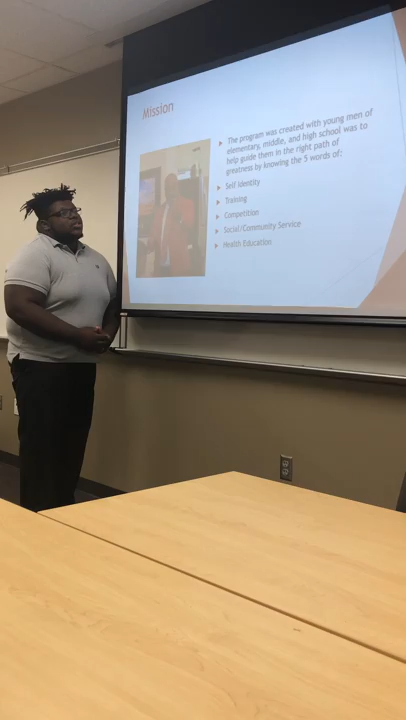 Mission
The program was created with young men of
elementary, middle, and high school was to
help guide them in the right path of
greatness by knowing the 5 words of:
Self Identity
Training
Competition
Social/Community Service
Health Education